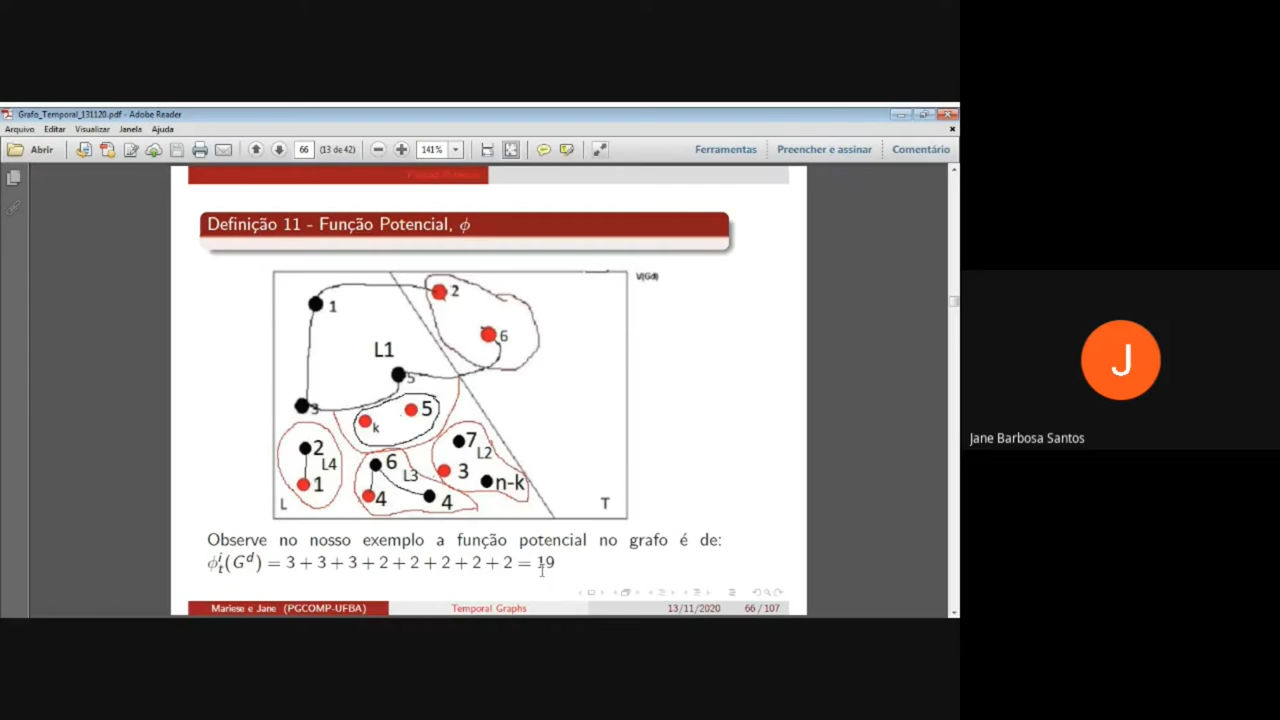 Grafo_Temporal_131120.pdf - Adobe Reader
Arquivo Editar Visualizar Janela Ajuda
Abrir 66 (13 de 42) 141% Ferramentas Preencher e assinar Comentário
Definição 11 - Função Potencial, ϕ
V(Gd)
2
1
6
L1
5
3
5
k
7
2
L2
6
L4
L3
3
1
n-k
4
4
L
T
Observe no nosso exemplo a função potencial no grafo é de:
ϕᵢₜ(Gᵈ) = 3 + 3 + 3 + 2 + 2 + 2 + 2 + 2 = 19
Mariese e Jane (PGCOMP-UFBA) Temporal Graphs 13/11/2020 66 / 107
J
Jane Barbosa Santos